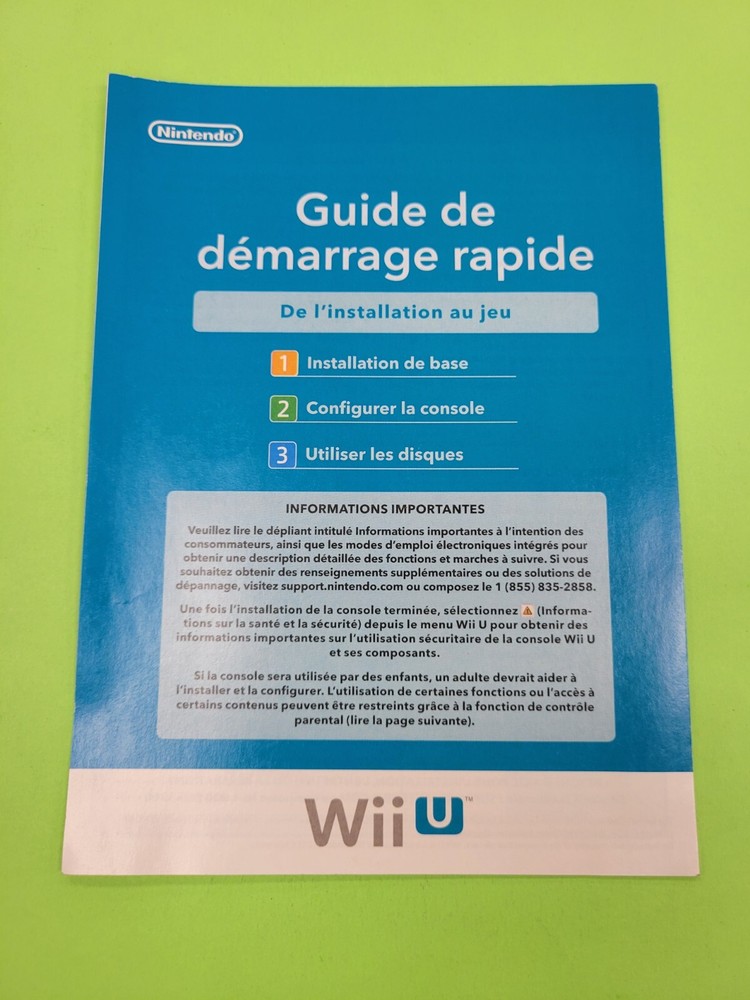 Nintendo®
Guide de
démarrage rapide
De l'installation au jeu
1 Installation de base
2 Configurer la console
3 Utiliser les disques
INFORMATIONS IMPORTANTES
Veuillez lire le dépliant intitulé Informations importantes à l'intention des
consommateurs, ainsi que les modes d'emploi électroniques intégrés pour
obtenir une description détaillée des fonctions et marches à suivre. Si vous
souhaitez obtenir des renseignements supplémentaires ou des solutions de
dépannage, visitez support.nintendo.com ou composez le 1 (855) 835-2858.
Une fois l'installation de la console terminée, sélectionnez (Informa-
tions sur la santé et la sécurité) depuis le menu Wii U pour obtenir des
informations importantes sur l'utilisation sécuritaire de la console Wii U
et ses composants.
Si la console sera utilisée par des enfants, un adulte devrait aider à
l'installer et la configurer. L'utilisation de certaines fonctions ou l'accès à
certains contenus peuvent être restreints grâce à la fonction de contrôle
parental (lire la page suivante).
Wii U™